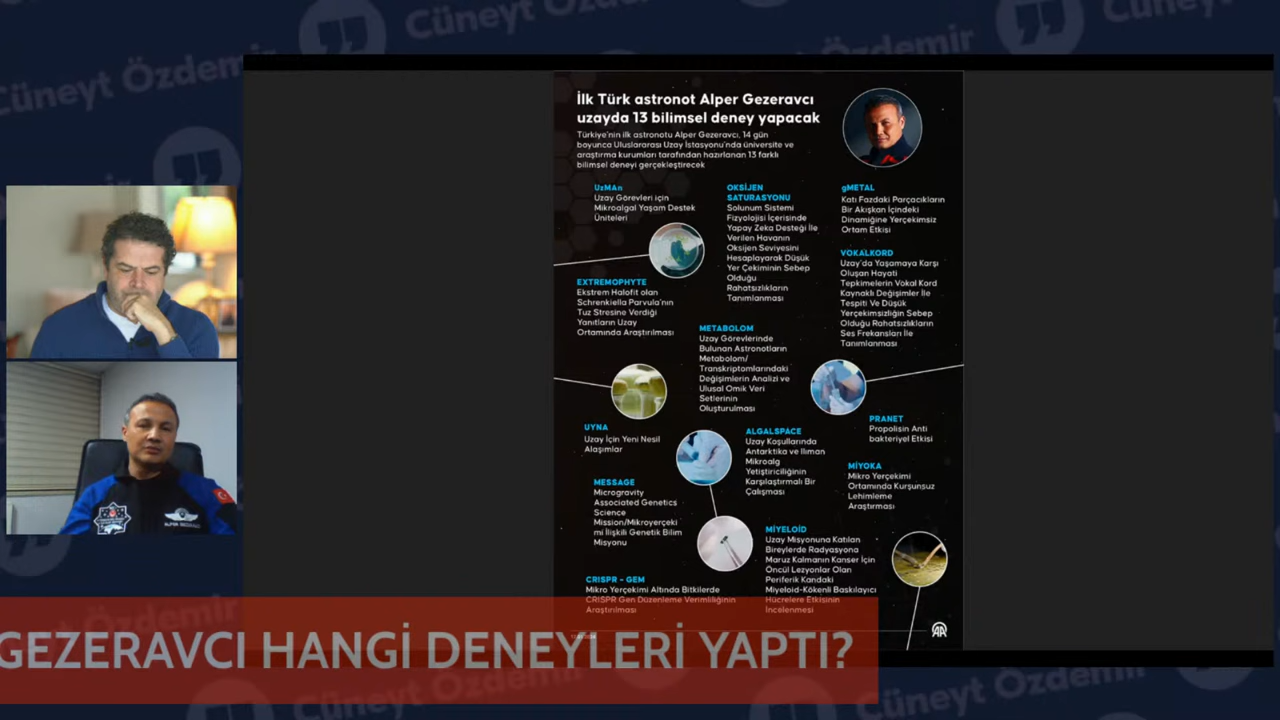 Cüneyt Özdemir
Cüneyt Özdemir
Özdemir
Cüneyt
İlk Türk astronot Alper Gezeravcı
uzayda 13 bilimsel deney yapacak
Türkiye'nin ilk astronotu Alper Gezeravcı, 14 gün
boyunca Uluslararası Uzay İstasyonu'nda üniversite ve
araştırma kurumları tarafından hazırlanan 13 farklı
bilimsel deneyi gerçekleştirecek
UzMAn
Uzay Görevleri için
Mikroalgal Yaşam Destek
Üniteleri
EXTREMOPHYTE
Ekstrem Halofit olan
Schrenkiella Parvula'nın
Tuz Stresine Verdiği
Yanıtların Uzay
Ortamında Araştırılması
OKSİJEN
SATURASYONU
Solunum Sistemi
Fizyolojisi İçerisinde
Yapay Zeka Desteği İle
Verilen Havanın
Oksijen Seviyesini
Hesaplayarak Düşük
Yer Çekiminin Sebep
Olduğu
Rahatsızlıkların
Tanımlanması
gMETAL
Katı Fazdaki Parçacıkların
Bir Akışkan İçindeki
Dinamiğine Yerçekimsiz
Ortam Etkisi
VOKALKORD
Uzay'da Yaşamaya Karşı
Oluşan Hayati
Tepkimelerin Vokal Kord
Kaynaklı Değişimler İle
Tespiti Ve Düşük
Yerçekimsizliğin Sebep
Olduğu Rahatsızlıkların
Ses Frekansları İle
Tanımlanması
METABOLOM
Uzay Görevlerinde
Bulunan Astronotların
Metabolom/
Transkriptomlarındaki
Değişimlerin Analizi ve
Ulusal Omik Veri
Setlerinin
Oluşturulması
UYNA
Uzay İçin Yeni Nesil
Alaşımlar
ALGALSPACE
Uzay Koşullarında
Antarktika ve Ilıman
Mikroalg
Yetiştiriciliğinin
Karşılaştırmalı Bir
Çalışması
PRANET
Propolisin Anti
bakteriyel Etkisi
MİYOKA
Mikro Yerçekimi
Ortamında Kurşunsuz
Lehimleme
Araştırması
MESSAGE
Microgravity
Associated Genetics
Science
Mission/Mikroyerçeki
mi İlişkili Genetik Bilim
Misyonu
MİYELOİD
Uzay Misyonuna Katılan
Bireylerde Radyasyona
Maruz Kalmanın Kanser İçin
Öncül Lezyonlar Olan
Periferik Kandaki
Miyeloid-Kökenli Baskılayıcı
Hücrelere Etkisinin
İncelenmesi
CRISPR - GEM
Mikro Yerçekimi Altında Bitkilerde
CRISPR Gen Düzenleme Verimliliğinin
Araştırılması
AA
GEZERAVCI HANGİ DENEYLERİ YAPTI?
Cüneyt Özdemir